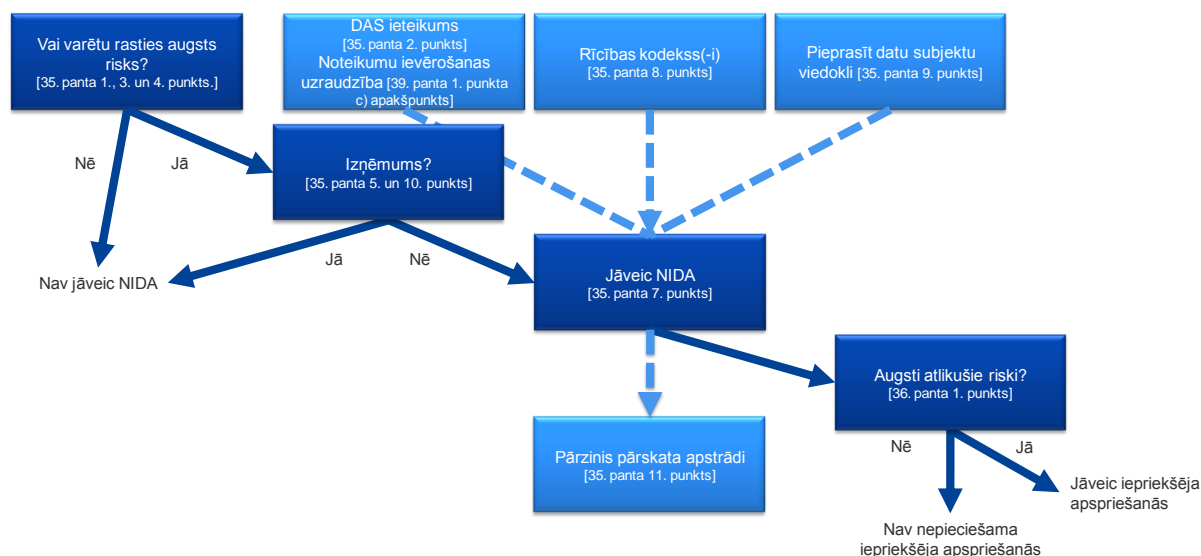 Vai varētu rasties augsts
risks?
[35. panta 1., 3. un 4. punkts.]
DAS ieteikums
[35. panta 2. punkts]
Noteikumu ievērošanas
uzraudzība [39. panta 1. punkta
c) apakšpunkts]
Rīcības kodekss(-i)
[35. panta 8. punkts]
Pieprasīt datu subjektu
viedokli [35. panta 9. punkts]
Nē
Jā
Izņēmums?
[35. panta 5. un 10. punkts]
Nav jāveic NIDA
Jā
Nē
Jāveic NIDA
[35. panta 7. punkts]
Augsti atlikušie riski?
[36. panta 1. punkts]
Pārzinis pārskata apstrādi
[35. panta 11. punkts]
Nē
Jā
Jāveic iepriekšēja
apspriešanās
Nav nepieciešama
iepriekšēja apspriešanās